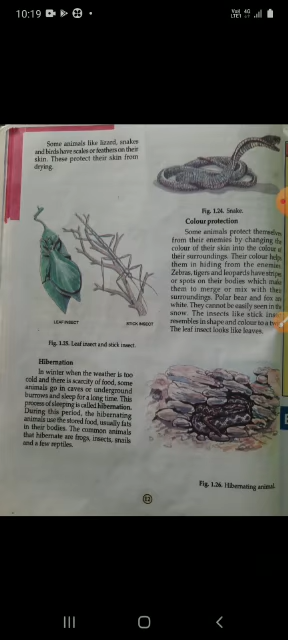 10:19
Some animals like lizard, snakes
and birds have scales or feathers on their
skin. These protect their skin from
drying.
Fig. 1.24. Snake.
LEAF INSECT
STICK INSECT
Fig. 1.25. Leaf insect and stick insect.
Colour protection
Some animals protect themselves
from their enemies by changing the
colour of their skin into the colour of
their surroundings. Their colour helps
them in hiding from the enemies.
Zebras, tigers and leopards have stripes
or spots on their bodies which make
them to merge or mix with their
surroundings. Polar bear and fox are
white. They cannot be easily seen in the
snow. The insects like stick insect
resembles in shape and colour to a
The leaf insect looks like leaves.
Hibernation
In winter when the weather is too
cold and there is scarcity of food, some
animals go in caves or underground
burrows and sleep for a long time. This
process of sleeping is called hibernation.
During this period, the hibernating
animals use the stored food, usually fats
in their bodies. The common animals
that hibernate are frogs, insects, snails
and a few reptiles.
Fig. 1.26. Hibernating animal.
12